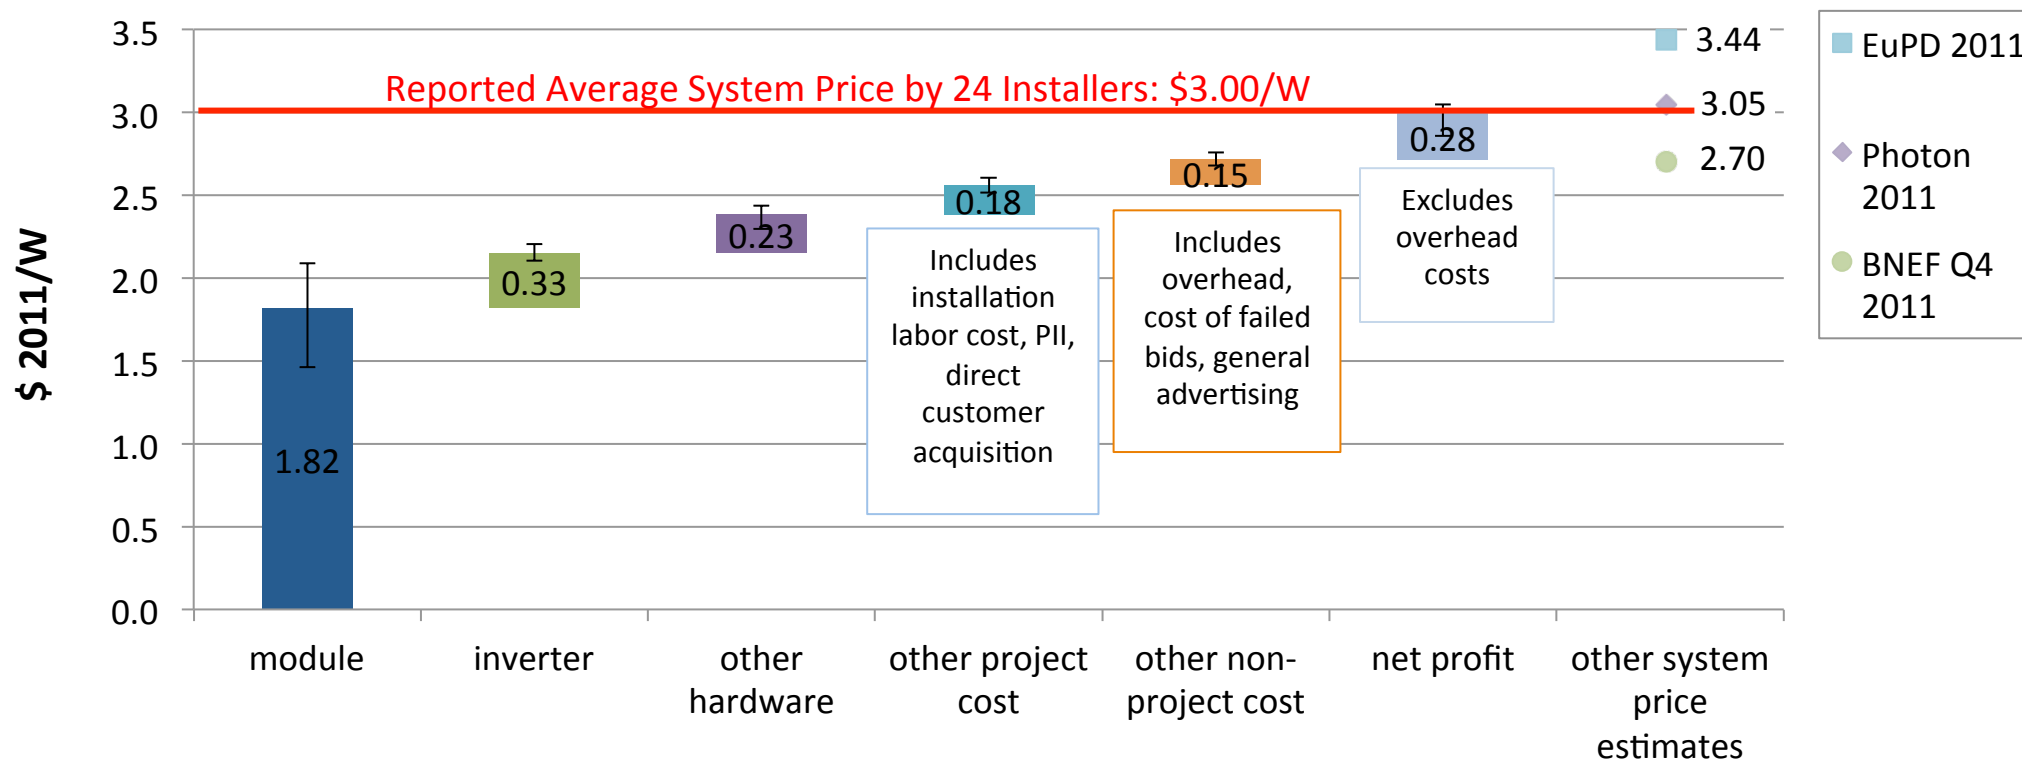 3.5
3.0
2.5
2.0
1.5
1.0
0.5
0.0
$ 2011/W
Reported Average System Price by 24 Installers: $3.00/W
1.82
0.33
0.23
0.18
0.15
0.28
3.44
3.05
2.70
Includes
installation
labor cost, PII,
direct
customer
acquisition
Includes
overhead,
cost of failed
bids, general
advertising
Excludes
overhead
costs
module
inverter
other
hardware
other project
cost
other non-
project cost
net profit
other system
price
estimates
EuPD 2011
Photon
2011
BNEF Q4
2011